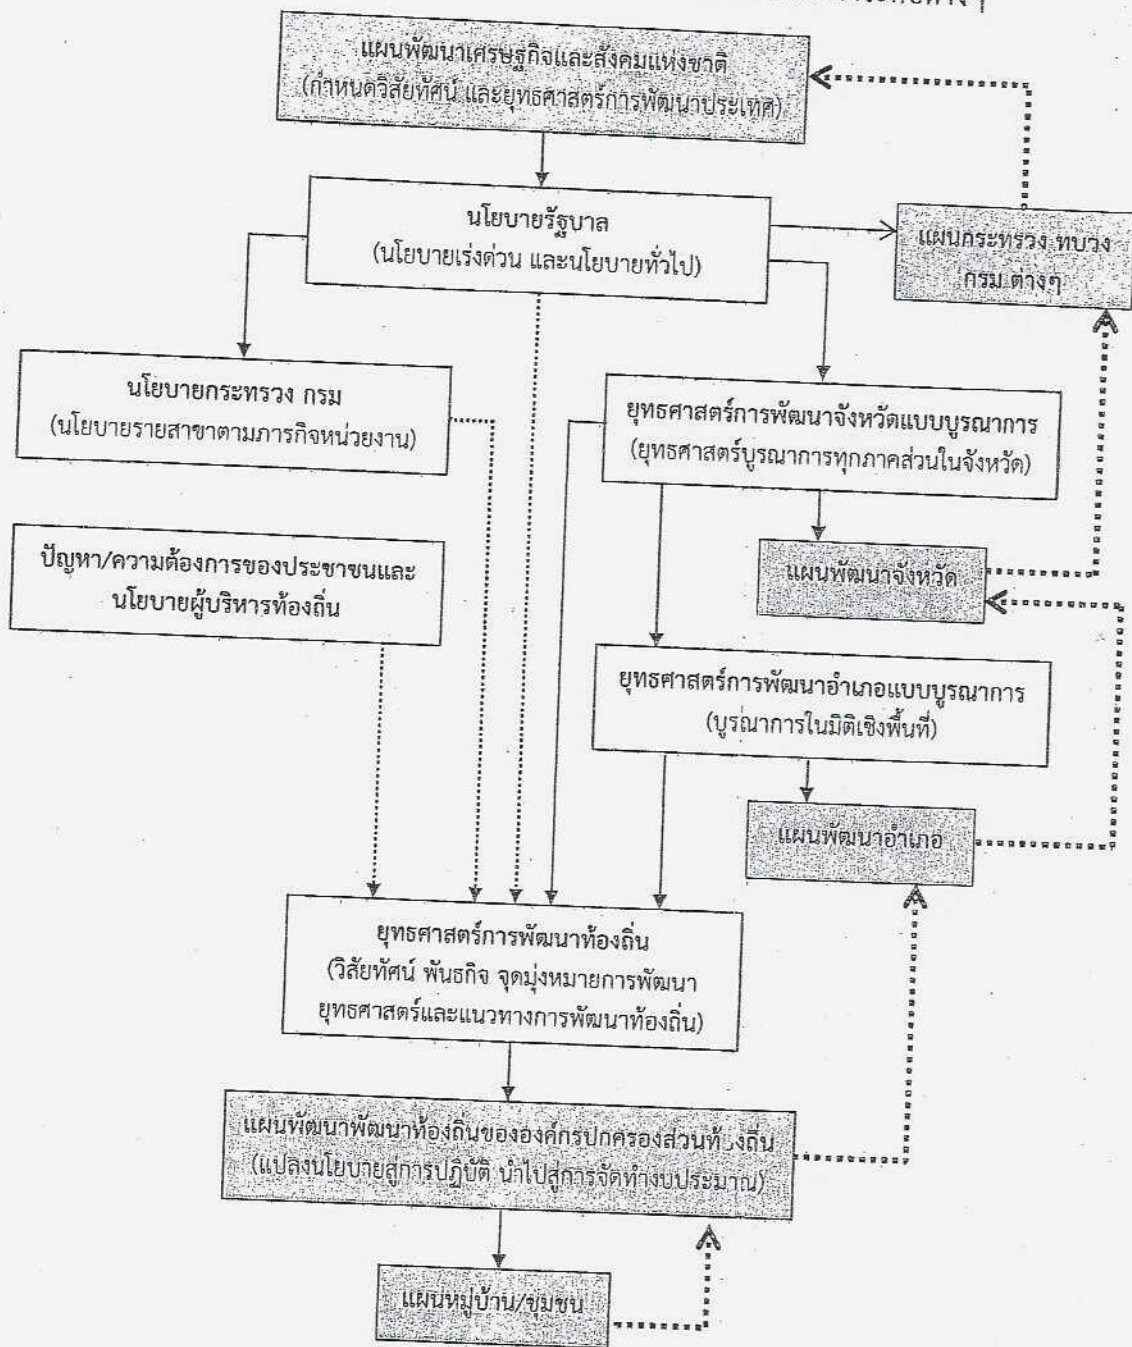 แผนพัฒนาเศรษฐกิจและสังคมแห่งชาติ
(กำหนดวิสัยทัศน์ และยุทธศาสตร์การพัฒนาประเทศ)
นโยบายรัฐบาล
(นโยบายเร่งด่วน และนโยบายทั่วไป)
แผนกระทรวง ทบวง
กรม ต่างๆ
นโยบายกระทรวง กรม
(นโยบายรายสาขาตามภารกิจหน่วยงาน)
ยุทธศาสตร์การพัฒนาจังหวัดแบบบูรณาการ
(ยุทธศาสตร์บูรณาการทุกภาคส่วนในจังหวัด)
ปัญหา/ความต้องการของประชาชนและ
นโยบายผู้บริหารท้องถิ่น
แผนพัฒนาจังหวัด
ยุทธศาสตร์การพัฒนาอำเภอแบบบูรณาการ
(บูรณาการในมิติเชิงพื้นที่)
แผนพัฒนาอำเภอ
ยุทธศาสตร์การพัฒนาท้องถิ่น
(วิสัยทัศน์ พันธกิจ จุดมุ่งหมายการพัฒนา
ยุทธศาสตร์และแนวทางการพัฒนาท้องถิ่น)
แผนพัฒนาพัฒนาท้องถิ่นขององค์กรปกครองส่วนท้องถิ่น
(แปลงนโยบายสู่การปฏิบัติ นำไปสู่การจัดทำงบประมาณ)
แผนหมู่บ้าน/ชุมชน